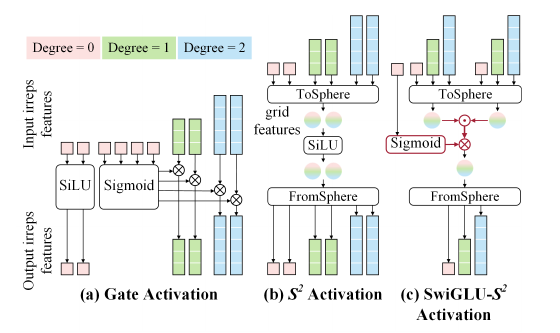 Degree = 0 Degree = 1 Degree = 2
Input irreps
features
Output irreps
features
SiLU
Sigmoid
(a) Gate Activation
ToSphere
grid
features
SiLU
FromSphere
(b) S² Activation
ToSphere
Sigmoid
FromSphere
(c) SwiGLU-S²
Activation